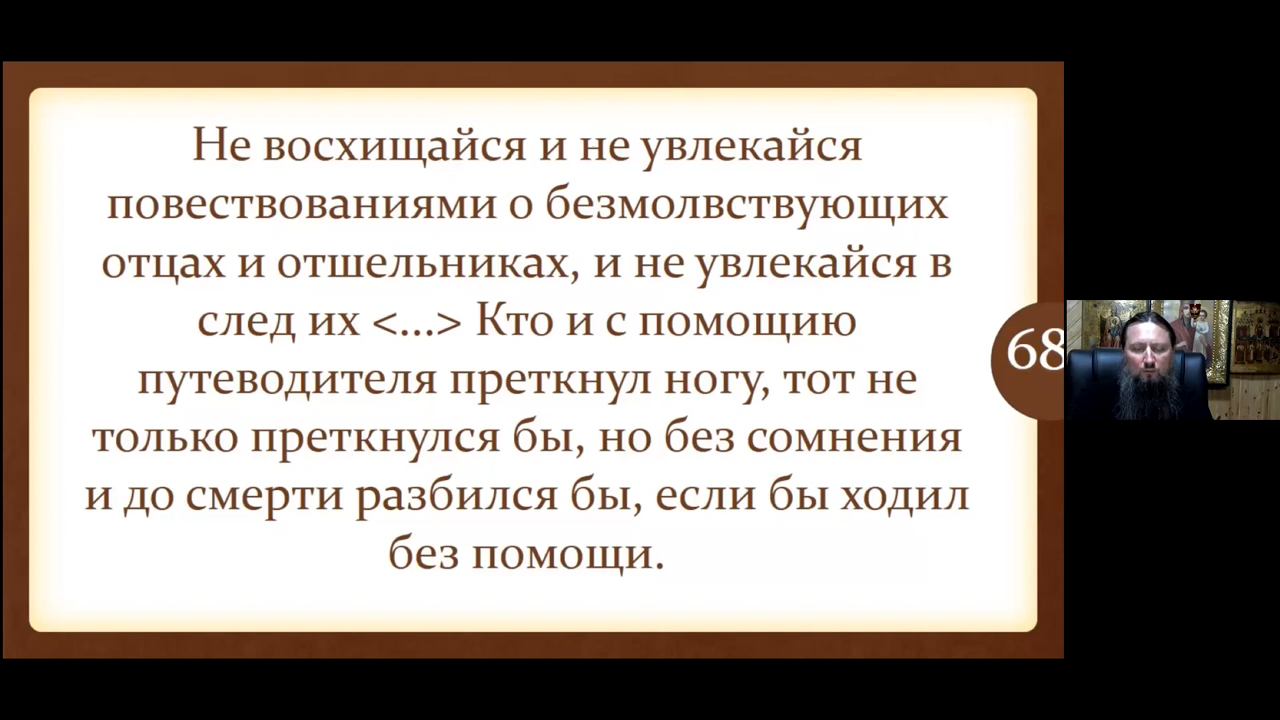 Не восхищайся и не увлекайся
повествованиями о безмолвствующих
отцах и отшельниках, и не увлекайся в
след их <...> Кто и с помощию
путеводителя преткнул ногу, тот не
только преткнулся бы, но без сомнения
и до смерти разбился бы, если бы ходил
без помощи.
68